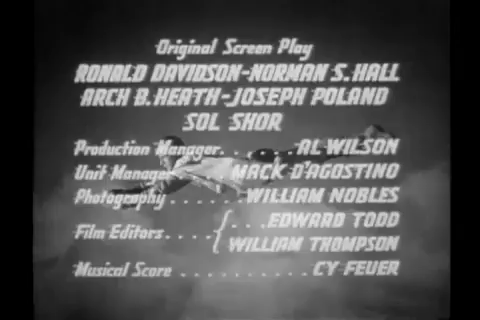 Original Screen Play
RONALD DAVIDSON-NORMAN S. HALL
ARCH B. HEATH-JOSEPH POLAND
SOL SHOR
Production Manager. . . . . . AL WILSON
Unit Manager MACK D'AGOSTINO
Photography . . . . . . WILLIAM NOBLES
Film Editors. . . . { . . . EDWARD TODD
WILLIAM THOMPSON
Musical Score . . . . . . . . . . CY FEUER